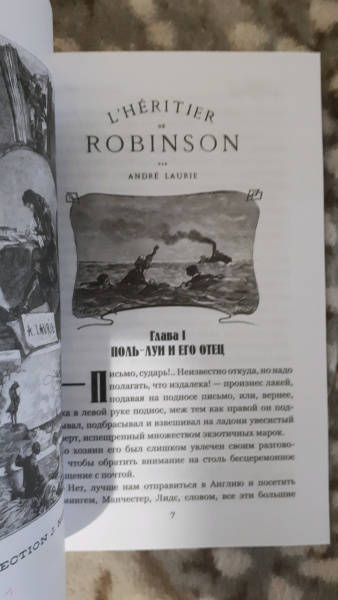 L'HÉRITIER
DE
ROBINSON
PAR
ANDRÉ LAURIE
Глава I
ПОЛЬ-ЛУИ И ЕГО ОТЕЦ
— Письмо, сударь!.. Неизвестно откуда, но надо
полагать, что издалека! — произнес лакей,
подавая на подносе письмо, или, вернее,
в левой руке поднос, меж тем как правой он под-
подбрасывал и взвешивал на ладони увесистый
испещренный множеством экзотичных марок.
хозяин его был слишком увлечен своим разгово-
чтобы обратить внимание на столь бесцеремонное
с почтой.
Нет, лучше нам отправиться в Англию и посетить
Манчестер, Лидс, словом, все эти большие
7
A. LAURIE